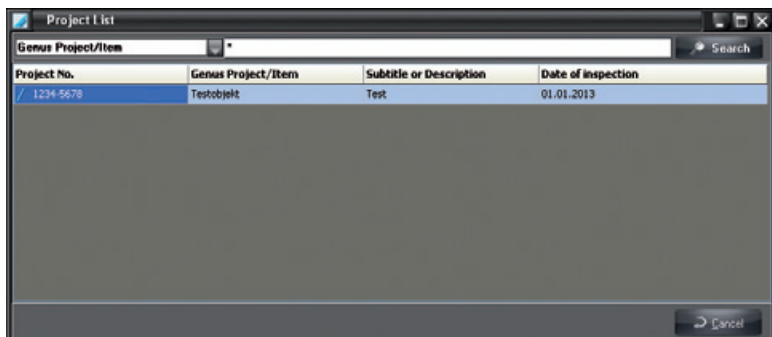 Project List
Genus Project/Item * Search
Project No. Genus Project/Item Subtitle or Description Date of inspection
1234-5678 Testobjekt Test 01.01.2013
Cancel